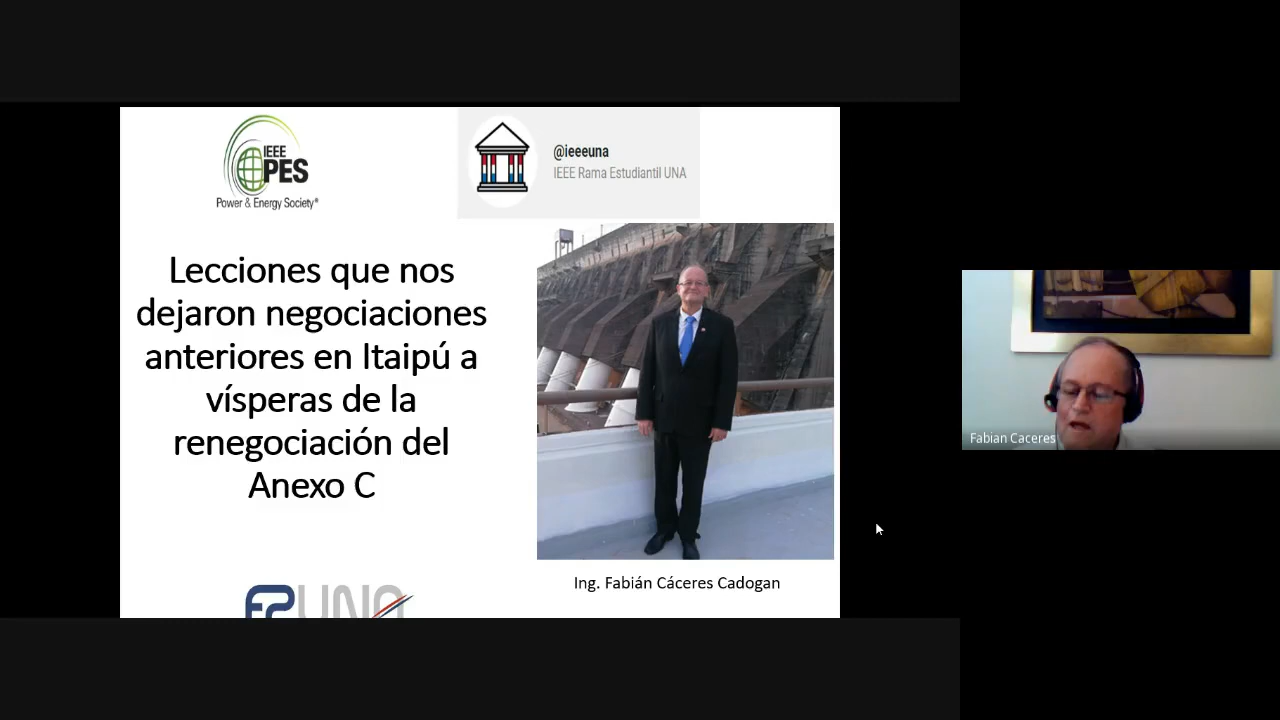 IEEE
PES
Power & Energy Society®
@ieeeuna
IEEE Rama Estudiantil UNA
Lecciones que nos
dejaron negociaciones
anteriores en Itaipú a
vísperas de la
renegociación del
Anexo C
Ing. Fabián Cáceres Cadogan
Fabian Caceres